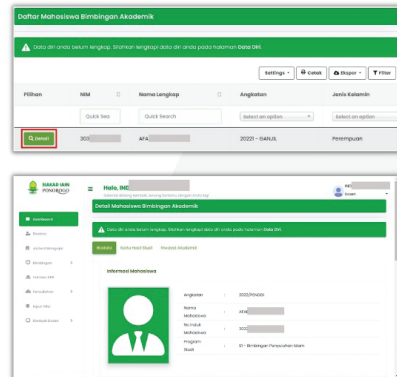 Daftar Mahasiswa Bimbingan Akademik
Data diri anda belum lengkap. Silahkan lengkapi data diri anda pada halaman Data Diri.
Settings Cetak Ekspor Filter
Pilihan NIM Nama Lengkap Angkatan Jenis Kelamin
Quick Sea Quick Search Select an option Select an option
Detail 303 AFA 20221 - GANJIL Perempuan
SIAKAD IAIN
PONOROGO
Halo, IND
Dosen
Detail Mahasiswa Bimbingan Akademik
Dashboard
Data diri anda belum lengkap. Silahkan lengkapi data diri anda pada halaman Data Diri.
Biodata Kartu Hasil Studi Riwayat Akademik
Informasi Mahasiswa
Angkatan :
Nama
Mahasiswa :
No Induk
Mahasiswa :
Program
Studi : S1 - Bimbingan Penyuluhan Islam